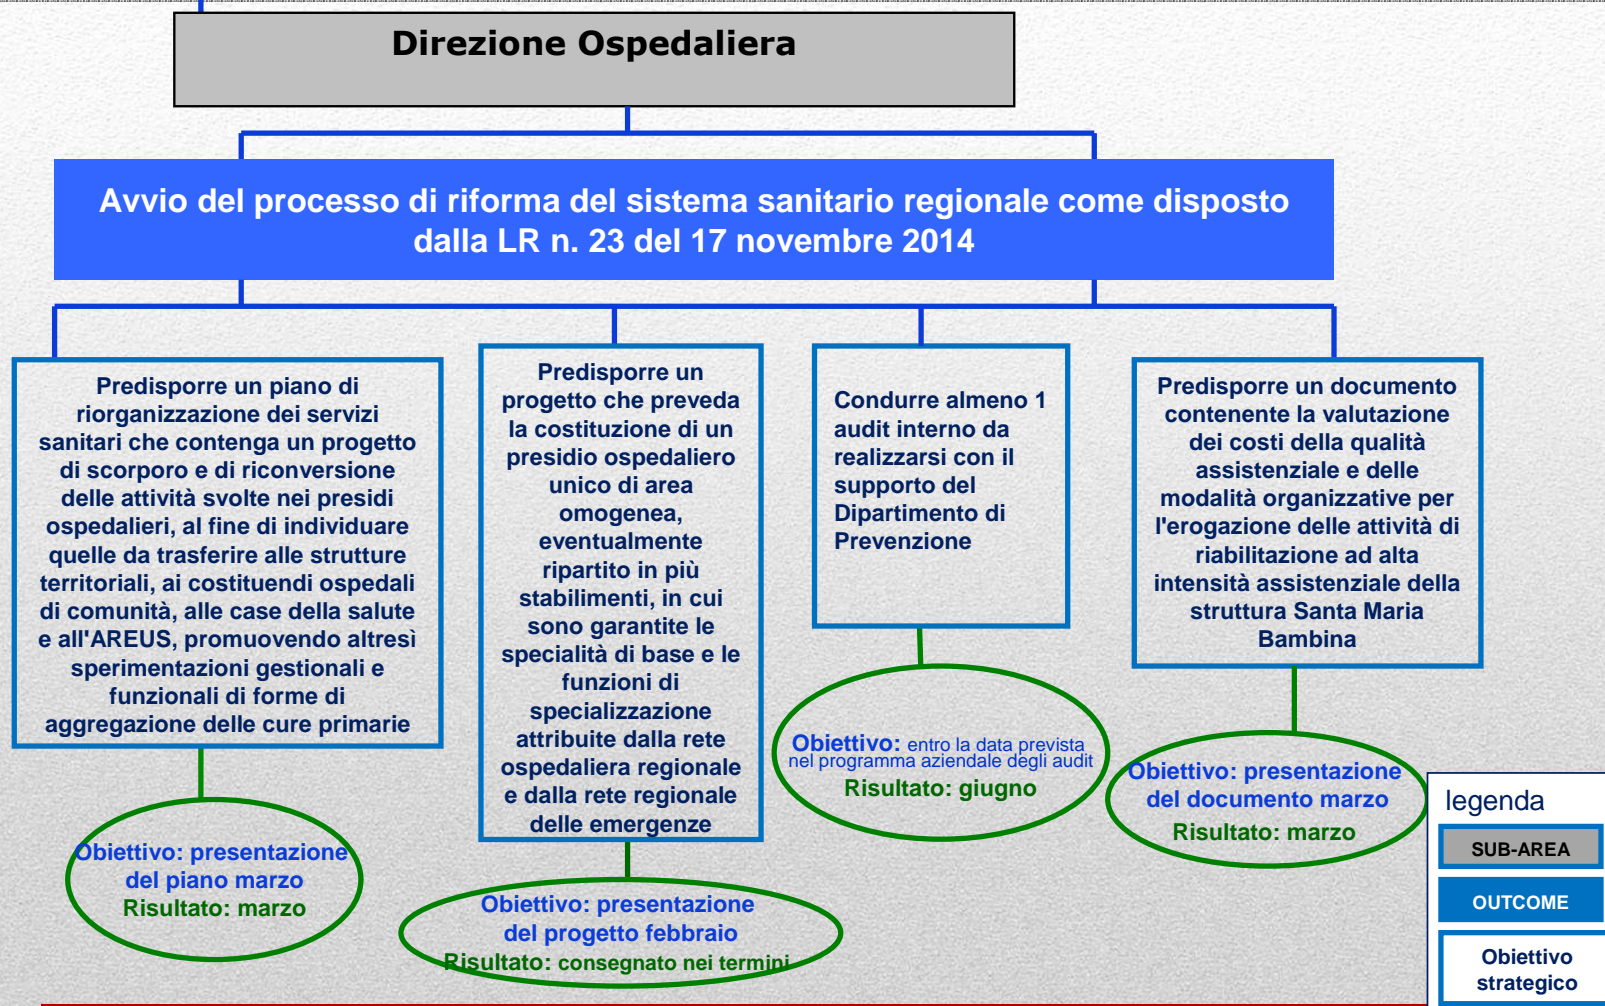 Direzione Ospedaliera
Avvio del processo di riforma del sistema sanitario regionale come disposto
dalla LR n. 23 del 17 novembre 2014
Predisporre un piano di
riorganizzazione dei servizi
sanitari che contenga un progetto
di scorporo e di riconversione
delle attività svolte nei presidi
ospedalieri, al fine di individuare
quelle da trasferire alle strutture
territoriali, ai costituendi ospedali
di comunità, alle case della salute
e all'AREUS, promuovendo altresì
sperimentazioni gestionali e
funzionali di forme di
aggregazione delle cure primarie
Obiettivo: presentazione
del piano marzo
Risultato: marzo
Predisporre un
progetto che preveda
la costituzione di un
presidio ospedaliero
unico di area
omogenea,
eventualmente
ripartito in più
stabilimenti, in cui
sono garantite le
specialità di base e le
funzioni di
specializzazione
attribuite dalla rete
ospedaliera regionale
e dalla rete regionale
delle emergenze
Obiettivo: presentazione
del progetto febbraio
Risultato: consegnato nei termini
Condurre almeno 1
audit interno da
realizzarsi con il
supporto del
Dipartimento di
Prevenzione
Obiettivo: entro la data prevista
nel programma aziendale degli audit
Risultato: giugno
Predisporre un documento
contenente la valutazione
dei costi della qualità
assistenziale e delle
modalità organizzative per
l'erogazione delle attività di
riabilitazione ad alta
intensità assistenziale della
struttura Santa Maria
Bambina
Obiettivo: presentazione
del documento marzo
Risultato: marzo
legenda
SUB-AREA
OUTCOME
Obiettivo
strategico